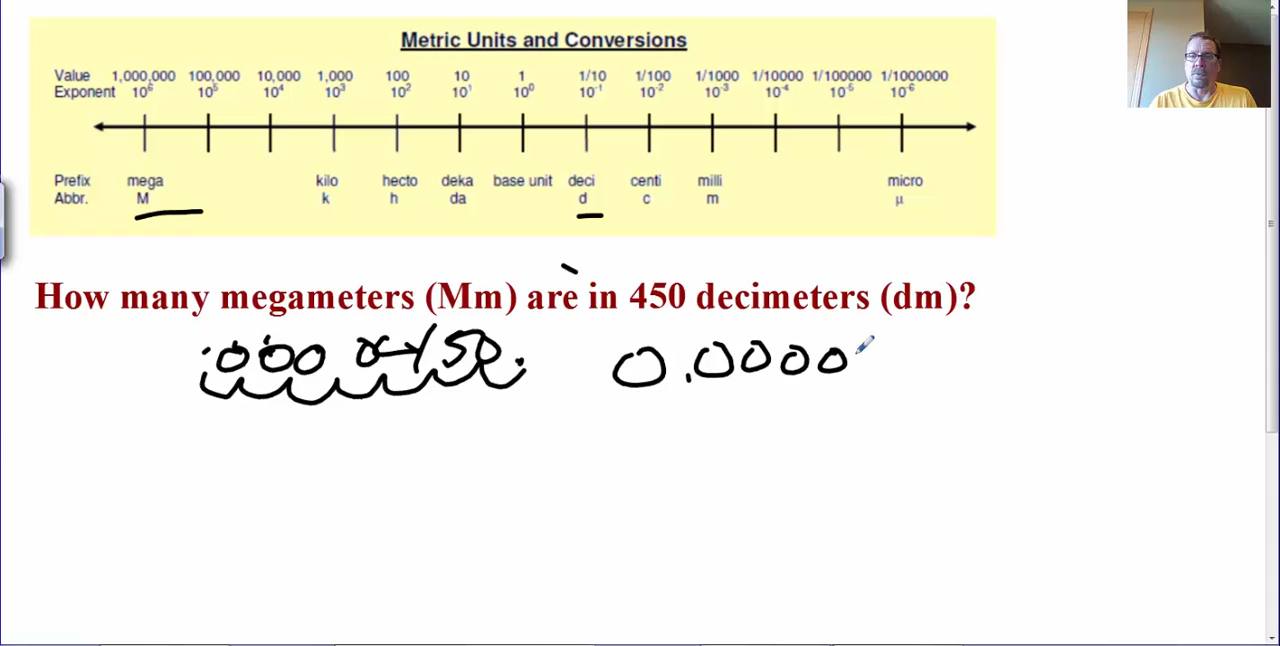 Metric Units and Conversions
Value 1,000,000 100,000 10,000 1,000 100 10 1 1/10 1/100 1/1000 1/10000 1/100000 1/1000000
Exponent 10⁶ 10⁵ 10⁴ 10³ 10² 10¹ 10⁰ 10⁻¹ 10⁻² 10⁻³ 10⁻⁴ 10⁻⁵ 10⁻⁶
Prefix mega kilo hecto deka base unit deci centi milli micro
Abbr. M k h da d c m µ
How many megameters (Mm) are in 450 decimeters (dm)?
.0000450. 0.0000